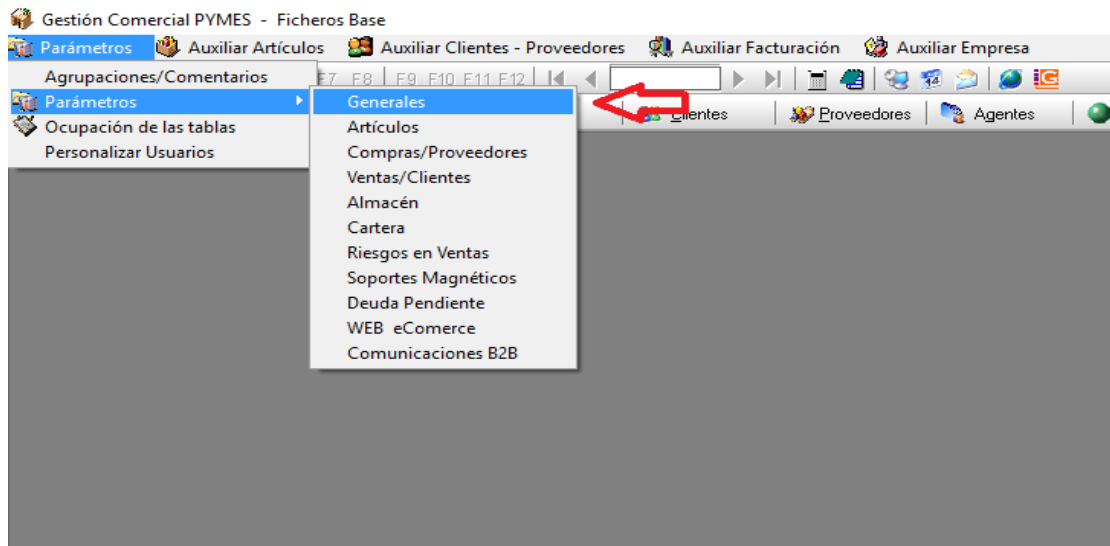 Gestión Comercial PYMES - Ficheros Base
Parámetros Auxiliar Artículos Auxiliar Clientes - Proveedores Auxiliar Facturación Auxiliar Empresa
Agrupaciones/Comentarios F7 F8 F9 F10 F11 F12
Parámetros Generales Clientes Proveedores Agentes
Ocupación de las tablas Artículos
Personalizar Usuarios Compras/Proveedores
Ventas/Clientes
Almacén
Cartera
Riesgos en Ventas
Soportes Magnéticos
Deuda Pendiente
WEB eComerce
Comunicaciones B2B